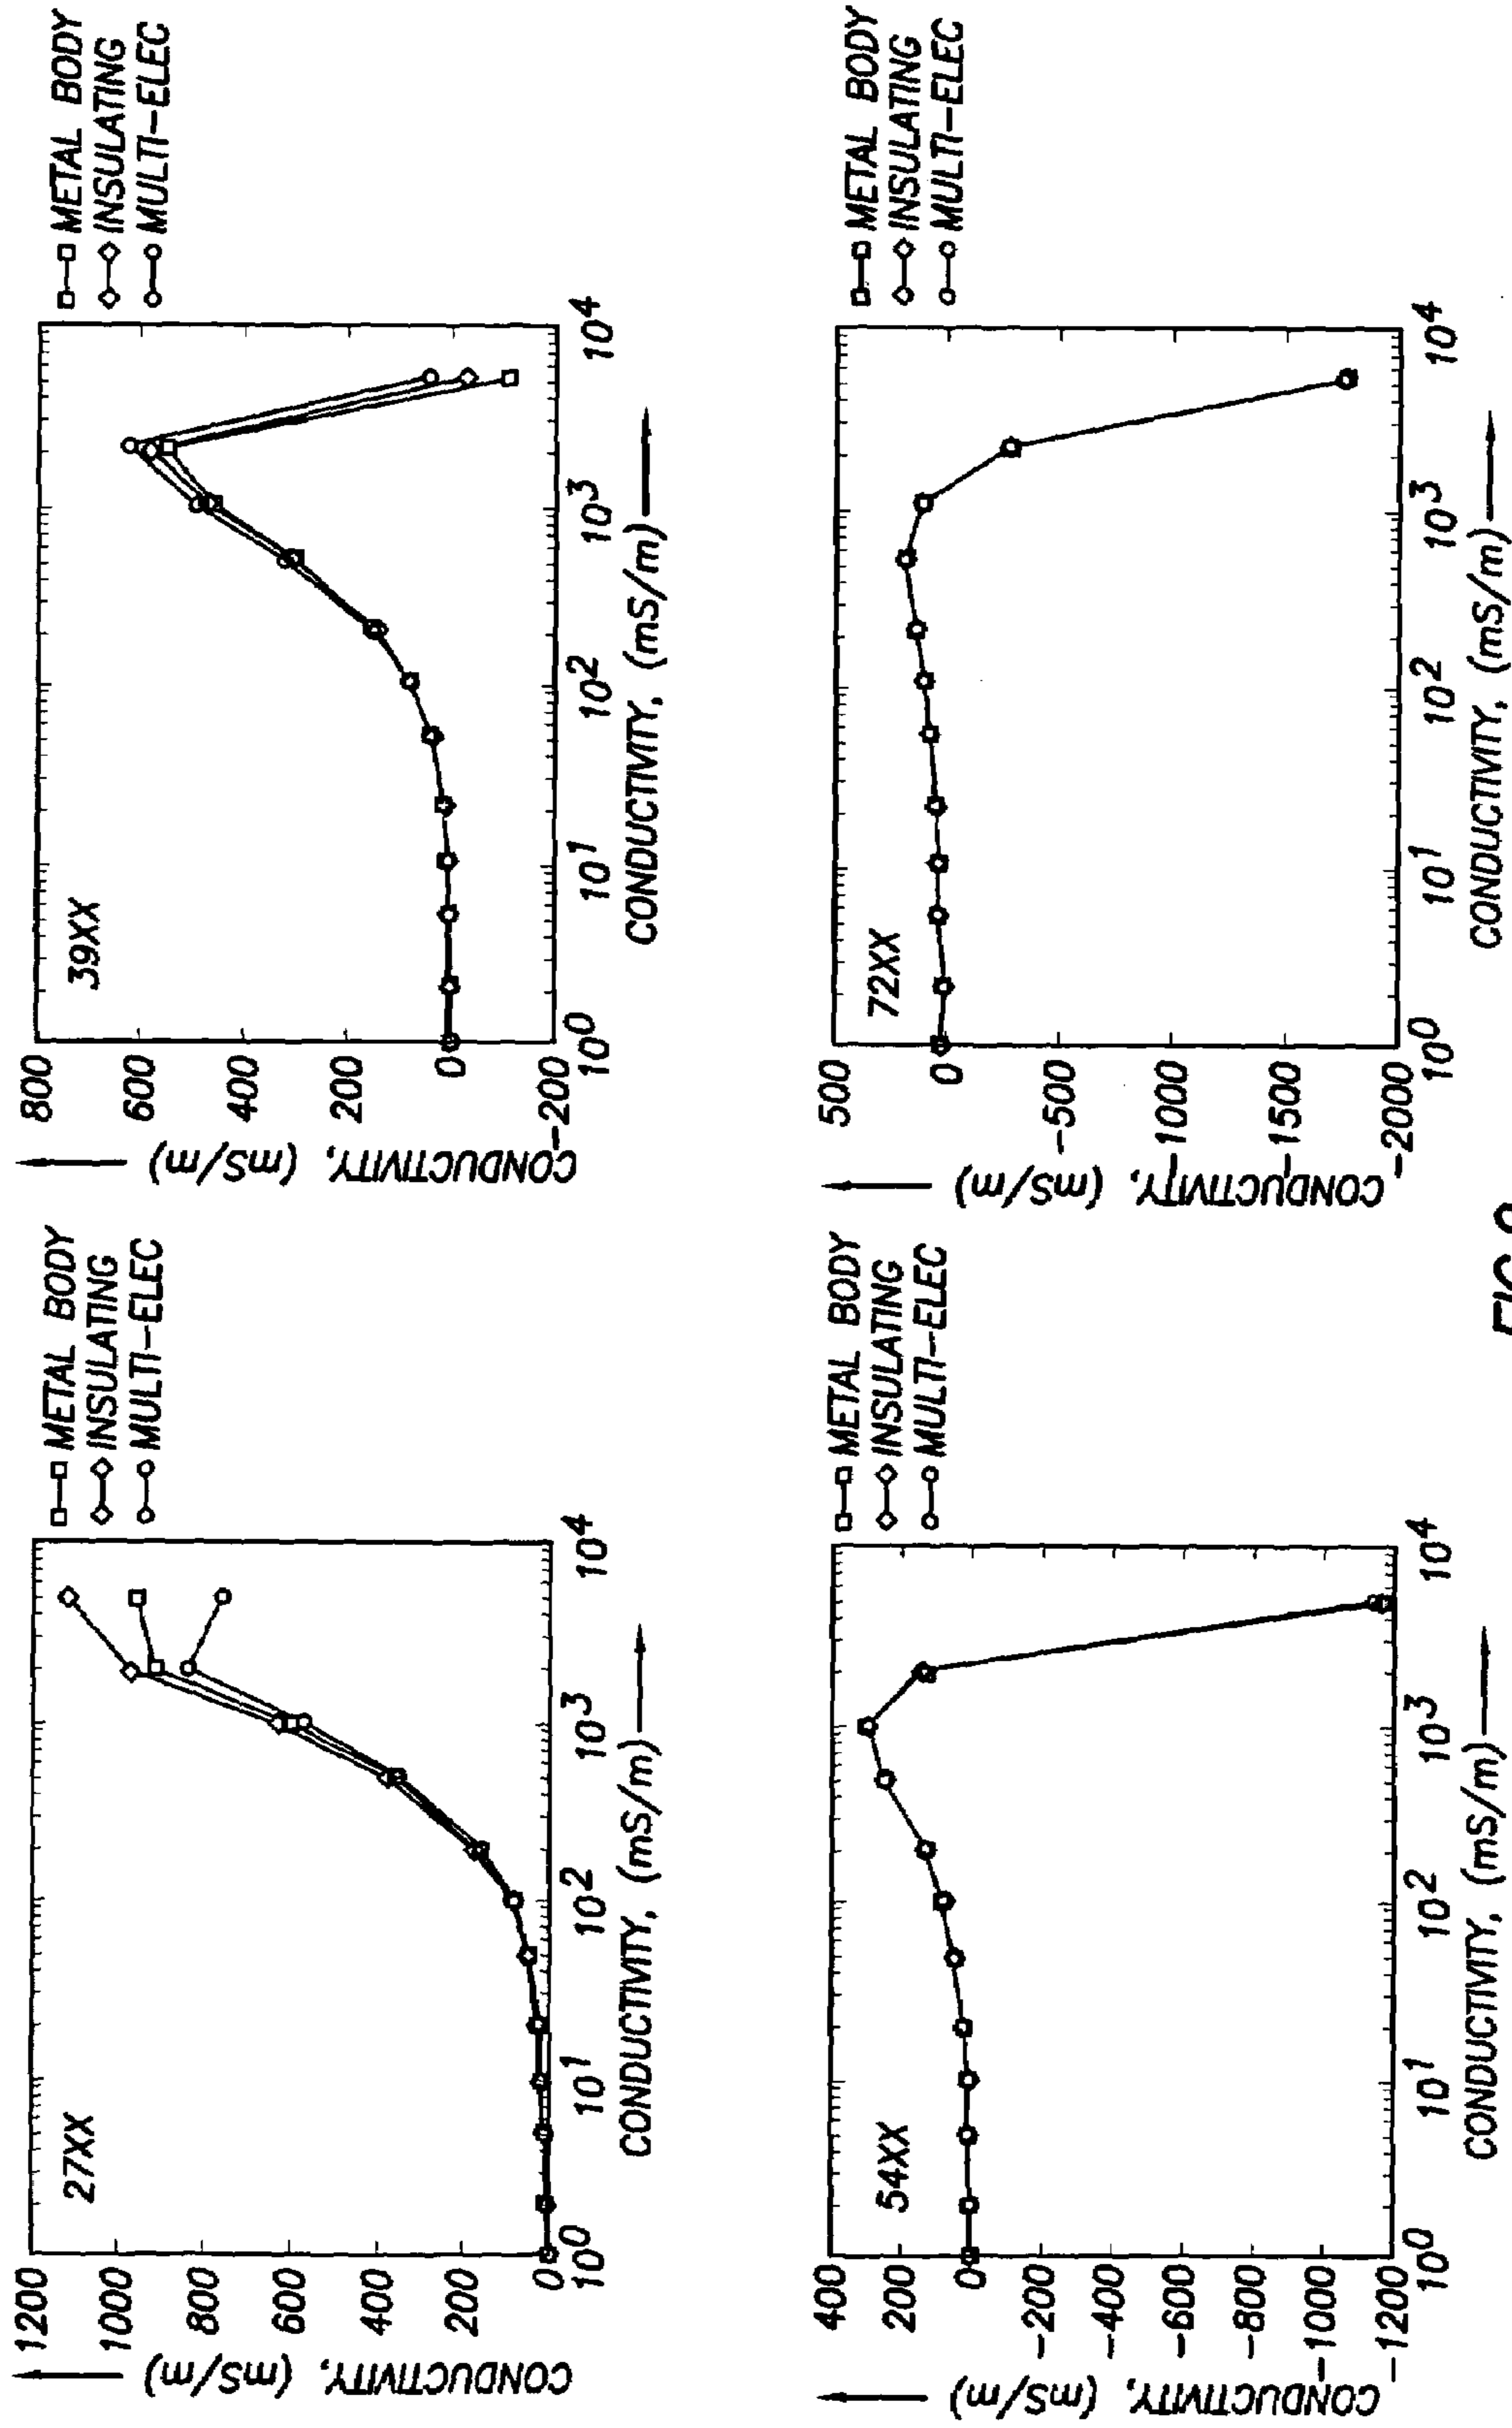 1200
1000
800
600
400
200
0
CONDUCTIVITY,
(mS/m)
27XX
10^0
10^1
10^2
10^3
10^4
CONDUCTIVITY, (mS/m)
METAL BODY
INSULATING
MULTI-ELEC
800
600
400
200
0
-200
CONDUCTIVITY,
(mS/m)
39XX
10^0
10^1
10^2
10^3
10^4
CONDUCTIVITY, (mS/m)
METAL BODY
INSULATING
MULTI-ELEC
400
200
0
-200
-400
-600
-800
-1000
-1200
CONDUCTIVITY,
(mS/m)
54XX
10^0
10^1
10^2
10^3
10^4
CONDUCTIVITY, (mS/m)
METAL BODY
INSULATING
MULTI-ELEC
500
0
-500
-1000
-1500
-2000
CONDUCTIVITY,
(mS/m)
72XX
10^0
10^1
10^2
10^3
10^4
CONDUCTIVITY, (mS/m)
METAL BODY
INSULATING
MULTI-ELEC
FIG.